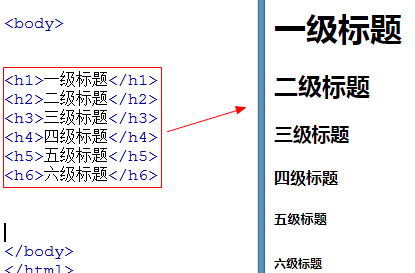 <body>
<h1>一级标题</h1>
<h2>二级标题</h2>
<h3>三级标题</h3>
<h4>四级标题</h4>
<h5>五级标题</h5>
<h6>六级标题</h6>
</body>
</html>
一级标题
二级标题
三级标题
四级标题
五级标题
六级标题